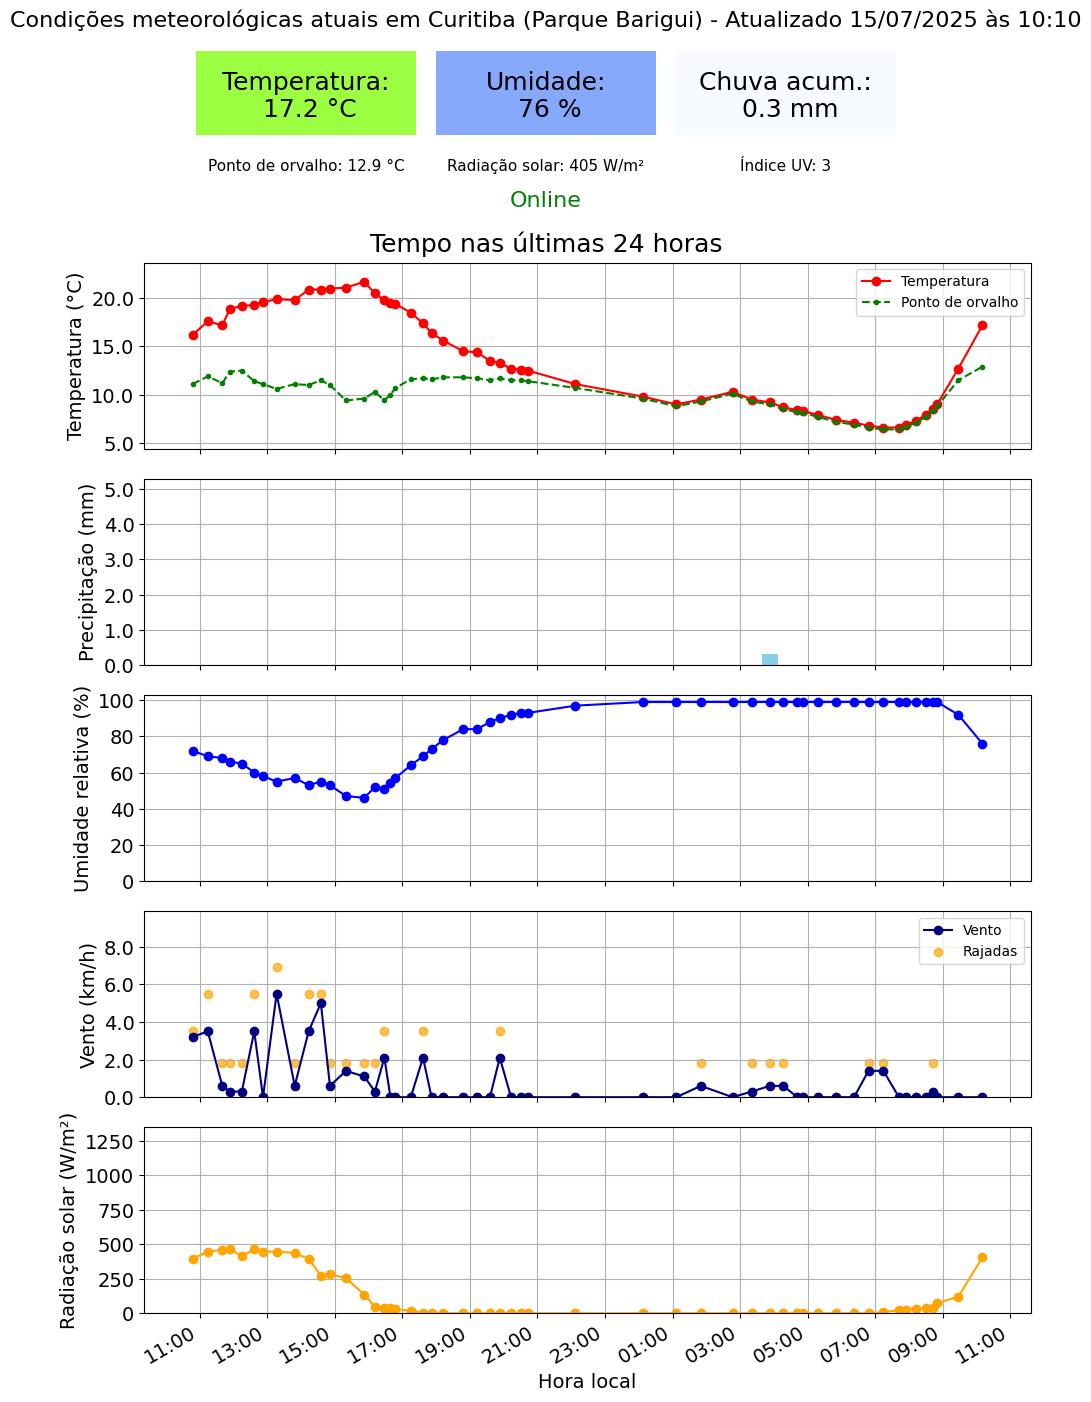 Condições meteorológicas atuais em Curitiba (Parque Barigui) - Atualizado 15/07/2025 às 10:10
Temperatura:
17.2 °C
Umidade:
76 %
Chuva acum.:
0.3 mm
Ponto de orvalho: 12.9 °C
Radiação solar: 405 W/m²
Índice UV: 3
Online
Tempo nas últimas 24 horas
Temperatura (°C)
20.0
15.0
10.0
5.0
Temperatura
Ponto de orvalho
Precipitação (mm)
5.0
4.0
3.0
2.0
1.0
0.0
Umidade relativa (%)
100
80
60
40
20
0
Vento (km/h)
8.0
6.0
4.0
2.0
0.0
Vento
Rajadas
Radiação solar (W/m²)
1250
1000
750
500
250
0
11:00
13:00
15:00
17:00
19:00
21:00
23:00
01:00
03:00
05:00
07:00
09:00
11:00
Hora local